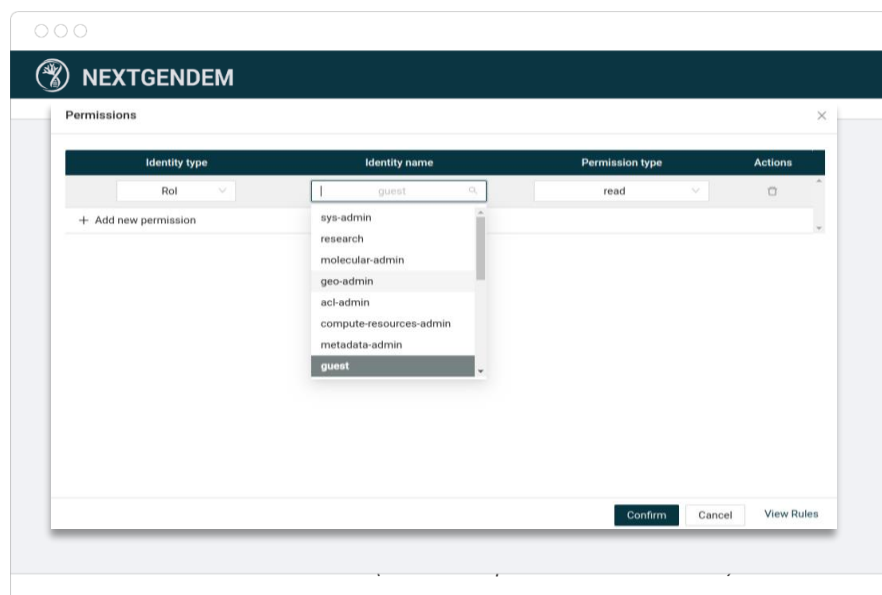 NEXTGENDEM
Permissions
Identity type Identity name Permission type Actions
Rol guest read
+ Add new permission
sys-admin
research
molecular-admin
geo-admin
acl-admin
compute-resources-admin
metadata-admin
guest
Confirm Cancel View Rules